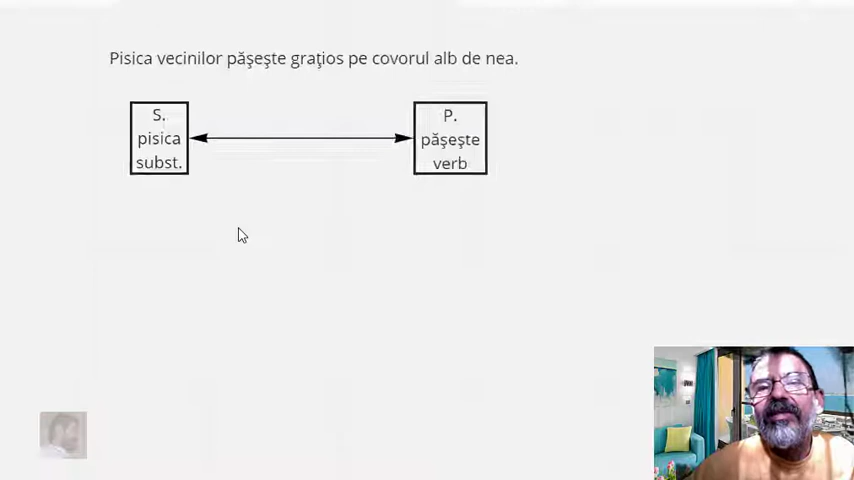 Pisica vecinilor păşeşte graţios pe covorul alb de nea.
S.
pisica
subst.
P.
păşeşte
verb